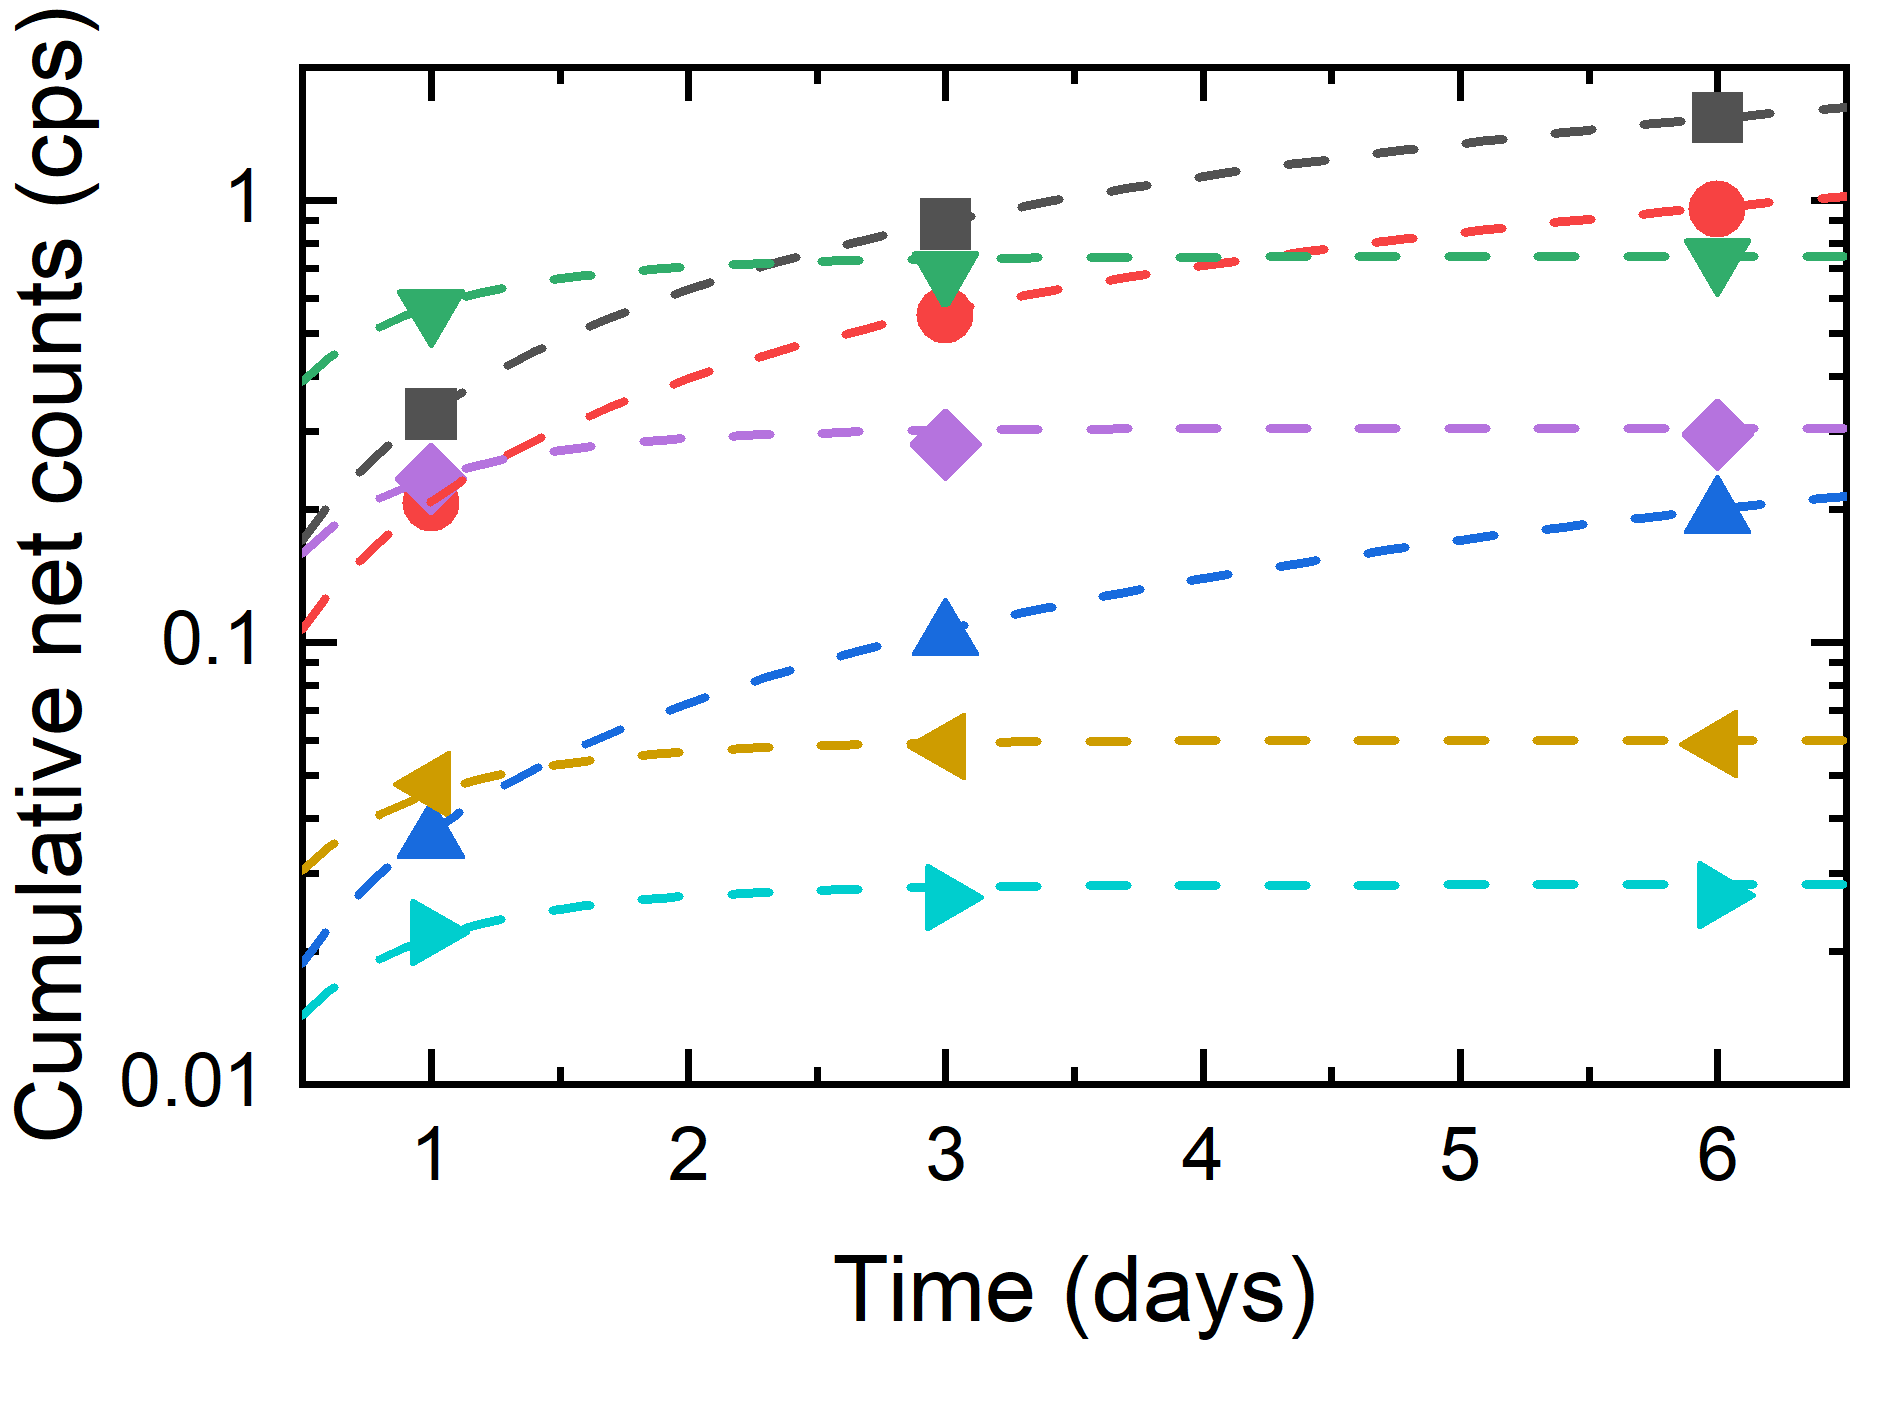 Cumulative net counts (cps)
1
0.1
0.01
1 2 3 4 5 6
Time (days)